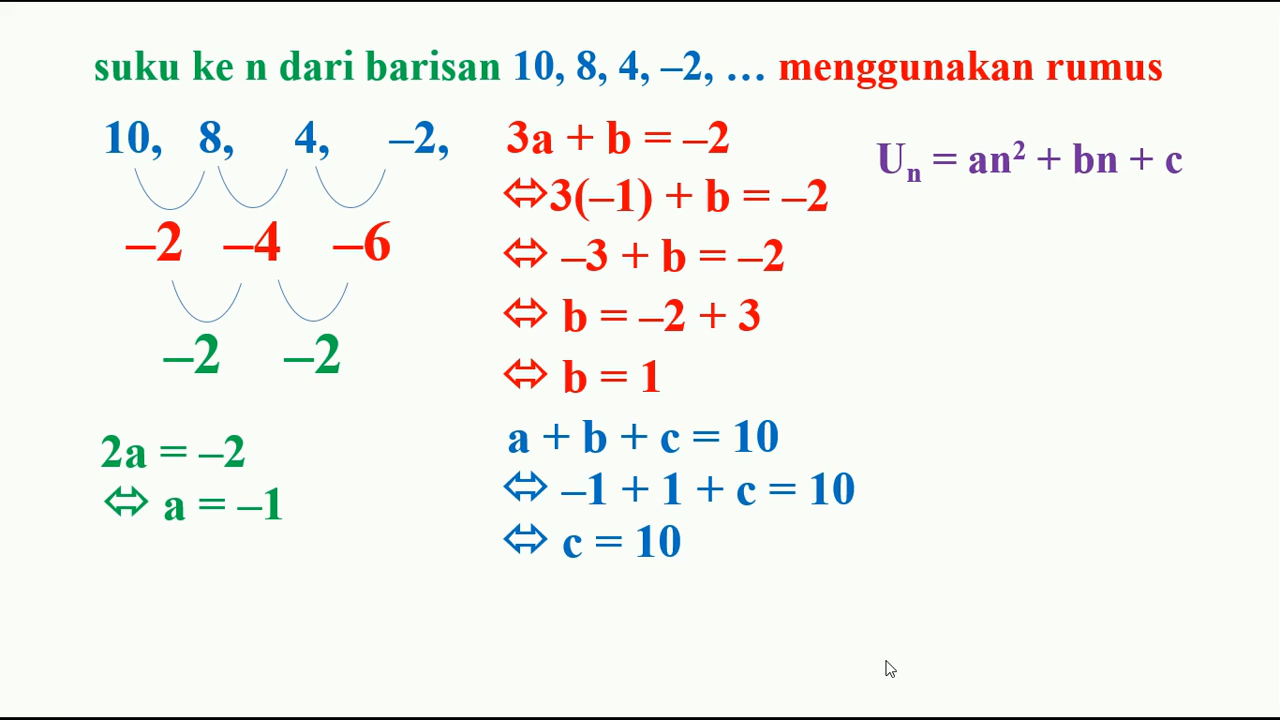 suku ke n dari barisan 10, 8, 4, –2, … menggunakan rumus
10, 8, 4, –2,
–2 –4 –6
–2 –2
2a = –2
⇔ a = –1
3a + b = –2
⇔3(–1) + b = –2
⇔ –3 + b = –2
⇔ b = –2 + 3
⇔ b = 1
a + b + c = 10
⇔ –1 + 1 + c = 10
⇔ c = 10
Uₙ = an² + bn + c